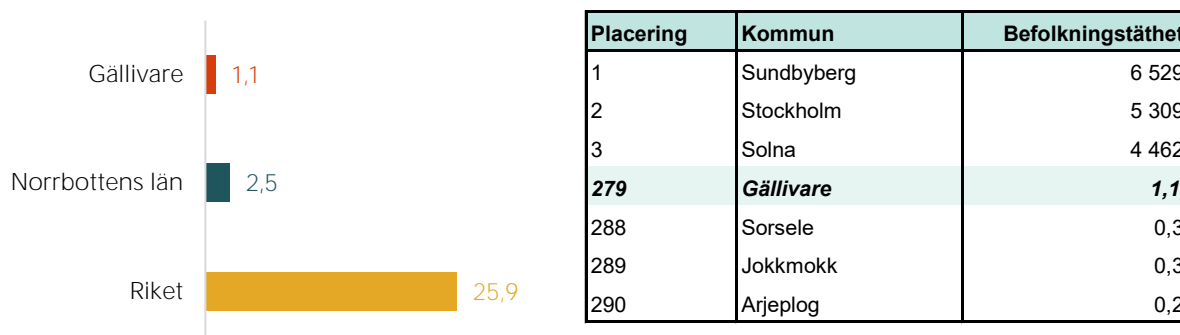 Gällivare 1,1
Norrbottens län 2,5
Riket 25,9
Placering Kommun Befolkningstäthet
1 Sundbyberg 6 529
2 Stockholm 5 309
3 Solna 4 462
279 Gällivare 1,1
288 Sorsele 0,3
289 Jokkmokk 0,3
290 Arjeplog 0,2